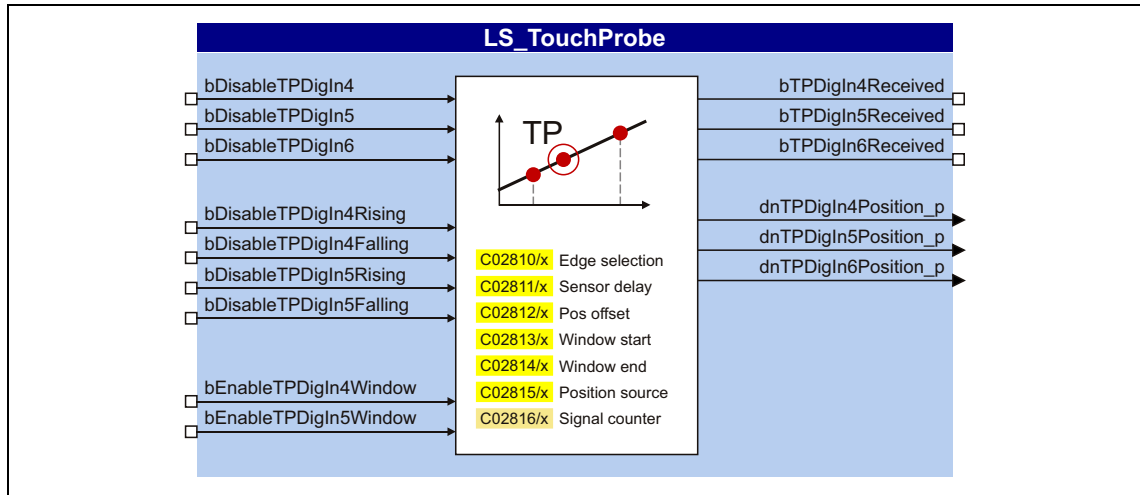 LS_TouchProbe
bDisableTPDigIn4
bDisableTPDigIn5
bDisableTPDigIn6
bDisableTPDigIn4Rising
bDisableTPDigIn4Falling
bDisableTPDigIn5Rising
bDisableTPDigIn5Falling
bEnableTPDigIn4Window
bEnableTPDigIn5Window
TP
C02810/x Edge selection
C02811/x Sensor delay
C02812/x Pos offset
C02813/x Window start
C02814/x Window end
C02815/x Position source
C02816/x Signal counter
bTPDigIn4Received
bTPDigIn5Received
bTPDigIn6Received
dnTPDigIn4Position_p
dnTPDigIn5Position_p
dnTPDigIn6Position_p